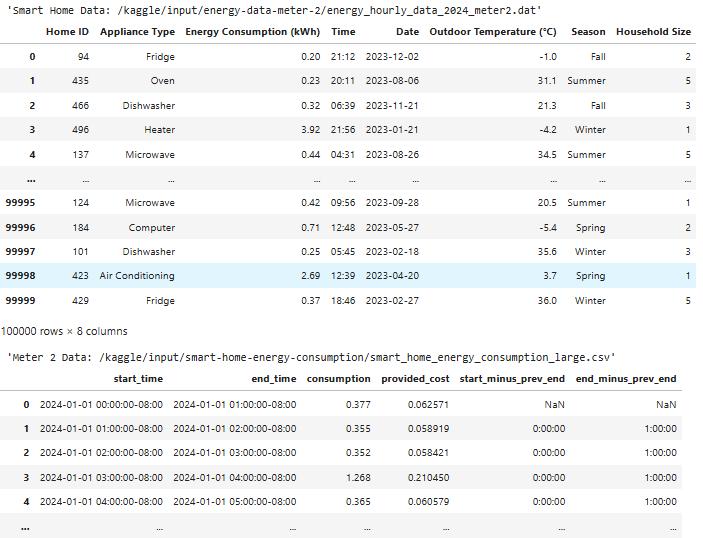 'Smart Home Data: /kaggle/input/energy-data-meter-2/energy_hourly_data_2024_meter2.dat'
Home ID Appliance Type Energy Consumption (kWh) Time Date Outdoor Temperature (°C) Season Household Size
0 94 Fridge 0.20 21:12 2023-12-02 -1.0 Fall 2
1 435 Oven 0.23 20:11 2023-08-06 31.1 Summer 5
2 466 Dishwasher 0.32 06:39 2023-11-21 21.3 Fall 3
3 496 Heater 3.92 21:56 2023-01-21 -4.2 Winter 1
4 137 Microwave 0.44 04:31 2023-08-26 34.5 Summer 5
... ... ... ... ... ... ... ... ...
99995 124 Microwave 0.42 09:56 2023-09-28 20.5 Summer 1
99996 184 Computer 0.71 12:48 2023-05-27 -5.4 Spring 2
99997 101 Dishwasher 0.25 05:45 2023-02-18 35.6 Winter 3
99998 423 Air Conditioning 2.69 12:39 2023-04-20 3.7 Spring 1
99999 429 Fridge 0.37 18:46 2023-02-27 36.0 Winter 5
100000 rows × 8 columns
'Meter 2 Data: /kaggle/input/smart-home-energy-consumption/smart_home_energy_consumption_large.csv'
start_time end_time consumption provided_cost start_minus_prev_end end_minus_prev_end
0 2024-01-01 00:00:00-08:00 2024-01-01 01:00:00-08:00 0.377 0.062571 NaN NaN
1 2024-01-01 01:00:00-08:00 2024-01-01 02:00:00-08:00 0.355 0.058919 0:00:00 1:00:00
2 2024-01-01 02:00:00-08:00 2024-01-01 03:00:00-08:00 0.352 0.058421 0:00:00 1:00:00
3 2024-01-01 03:00:00-08:00 2024-01-01 04:00:00-08:00 1.268 0.210450 0:00:00 1:00:00
4 2024-01-01 04:00:00-08:00 2024-01-01 05:00:00-08:00 0.365 0.060579 0:00:00 1:00:00
... ... ... ... ... ... ...